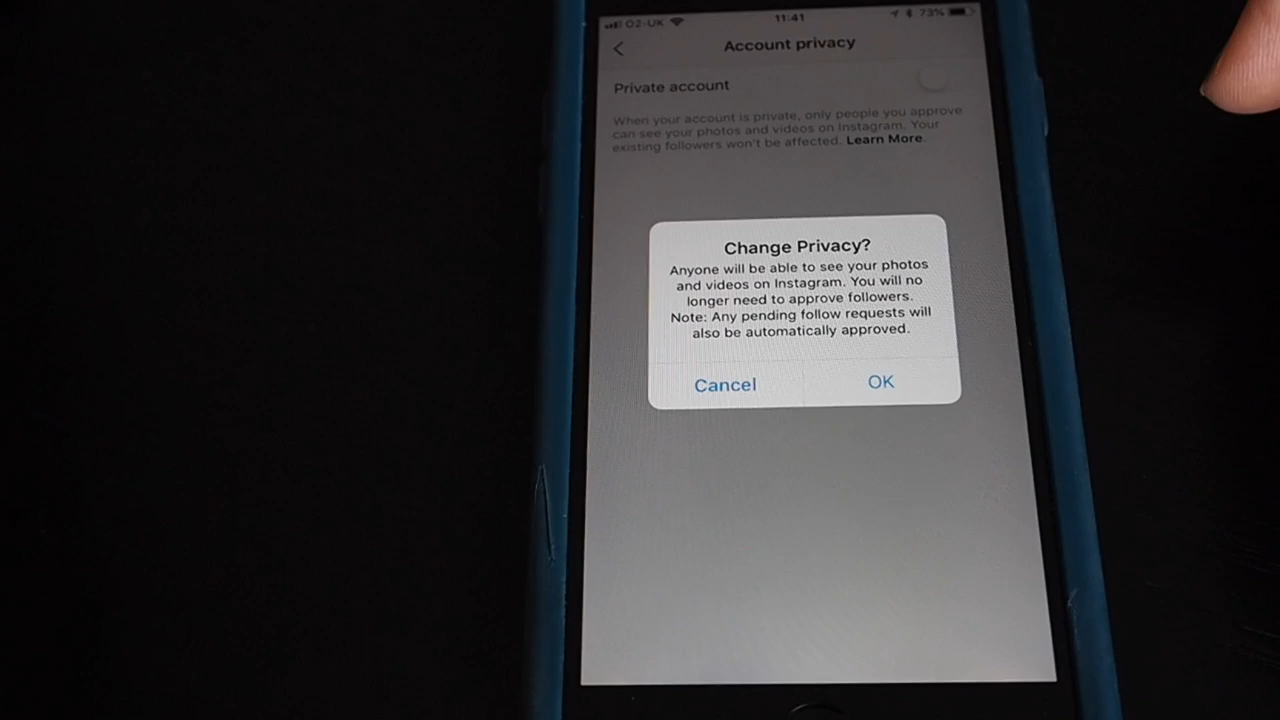 O2-UK 11:41 73%
Account privacy
Private account
When your account is private, only people you approve
can see your photos and videos on Instagram. Your
existing followers won't be affected. Learn More.
Change Privacy?
Anyone will be able to see your photos
and videos on Instagram. You will no
longer need to approve followers.
Note: Any pending follow requests will
also be automatically approved.
Cancel OK